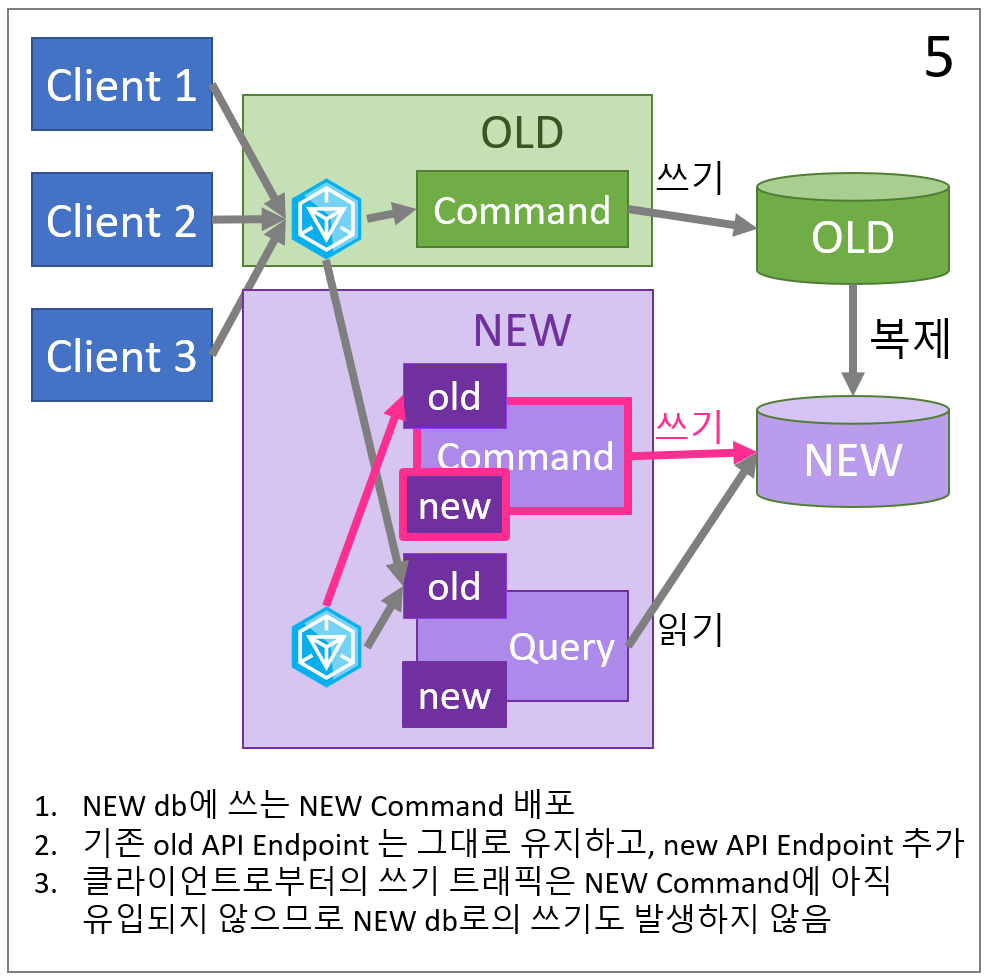 5
Client 1
Client 2
Client 3
OLD
Command
쓰기
OLD
복제
NEW
old
Command
new
쓰기
NEW
old
Query
new
읽기
1. NEW db에 쓰는 NEW Command 배포
2. 기존 old API Endpoint 는 그대로 유지하고, new API Endpoint 추가
3. 클라이언트로부터의 쓰기 트래픽은 NEW Command에 아직
유입되지 않으므로 NEW db로의 쓰기도 발생하지 않음